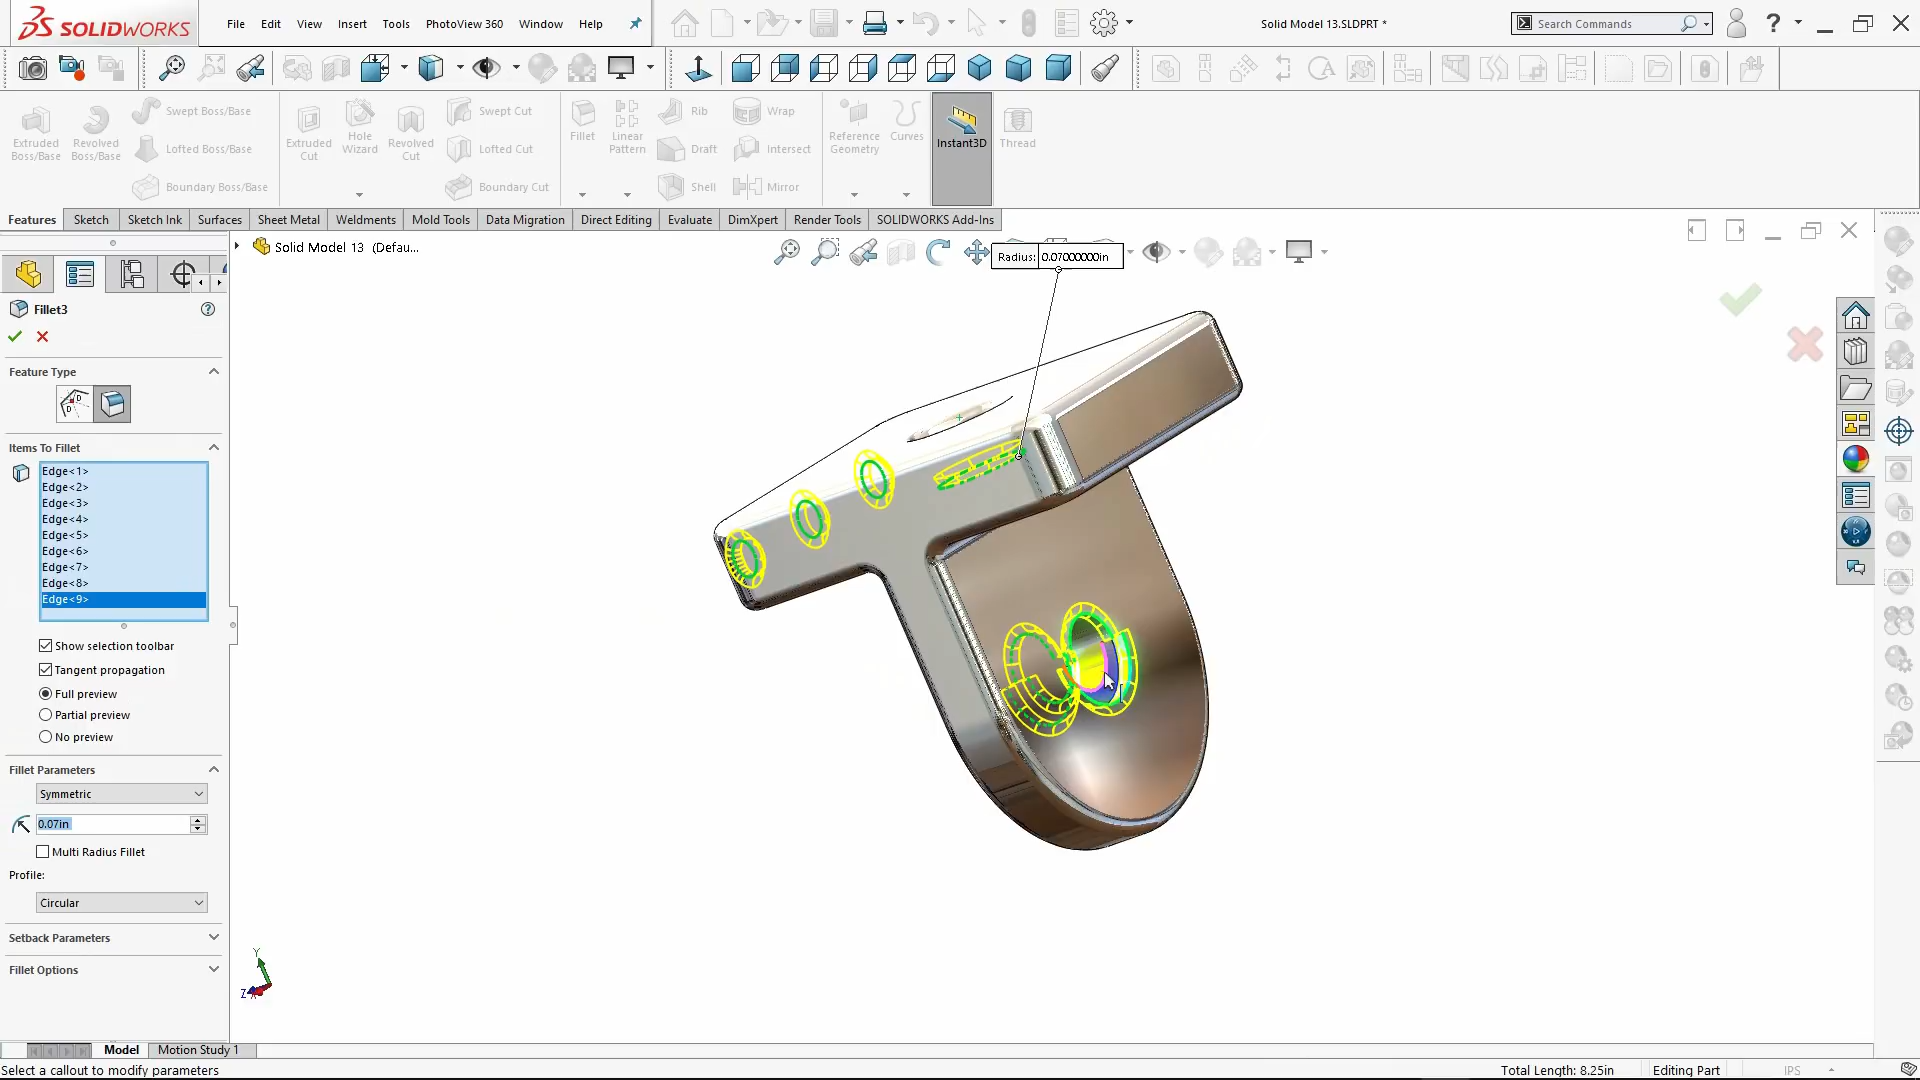 SOLIDWORKS
File Edit View Insert Tools PhotoView 360 Window Help
Solid Model 13.SLDPRT *
Search Commands
Extruded Boss/Base
Revolved Boss/Base
Swept Boss/Base
Lofted Boss/Base
Boundary Boss/Base
Extruded Cut
Hole Wizard
Revolved Cut
Swept Cut
Lofted Cut
Boundary Cut
Fillet
Linear Pattern
Rib
Draft
Shell
Wrap
Intersect
Mirror
Reference Geometry
Curves
Instant3D
Thread
Features Sketch Sketch Ink Surfaces Sheet Metal Weldments Mold Tools Data Migration Direct Editing Evaluate DimXpert Render Tools SOLIDWORKS Add-Ins
Solid Model 13 (Defau...
Radius: 0.07000000in
Fillet3
Feature Type
Items To Fillet
Edge<1>
Edge<2>
Edge<3>
Edge<4>
Edge<5>
Edge<6>
Edge<7>
Edge<8>
Edge<9>
Show selection toolbar
Tangent propagation
Full preview
Partial preview
No preview
Fillet Parameters
Symmetric
0.07in
Multi Radius Fillet
Profile:
Circular
Setback Parameters
Fillet Options
Y
Z
Model Motion Study 1
Select a callout to modify parameters
Total Length: 8.25in Editing Part IPS